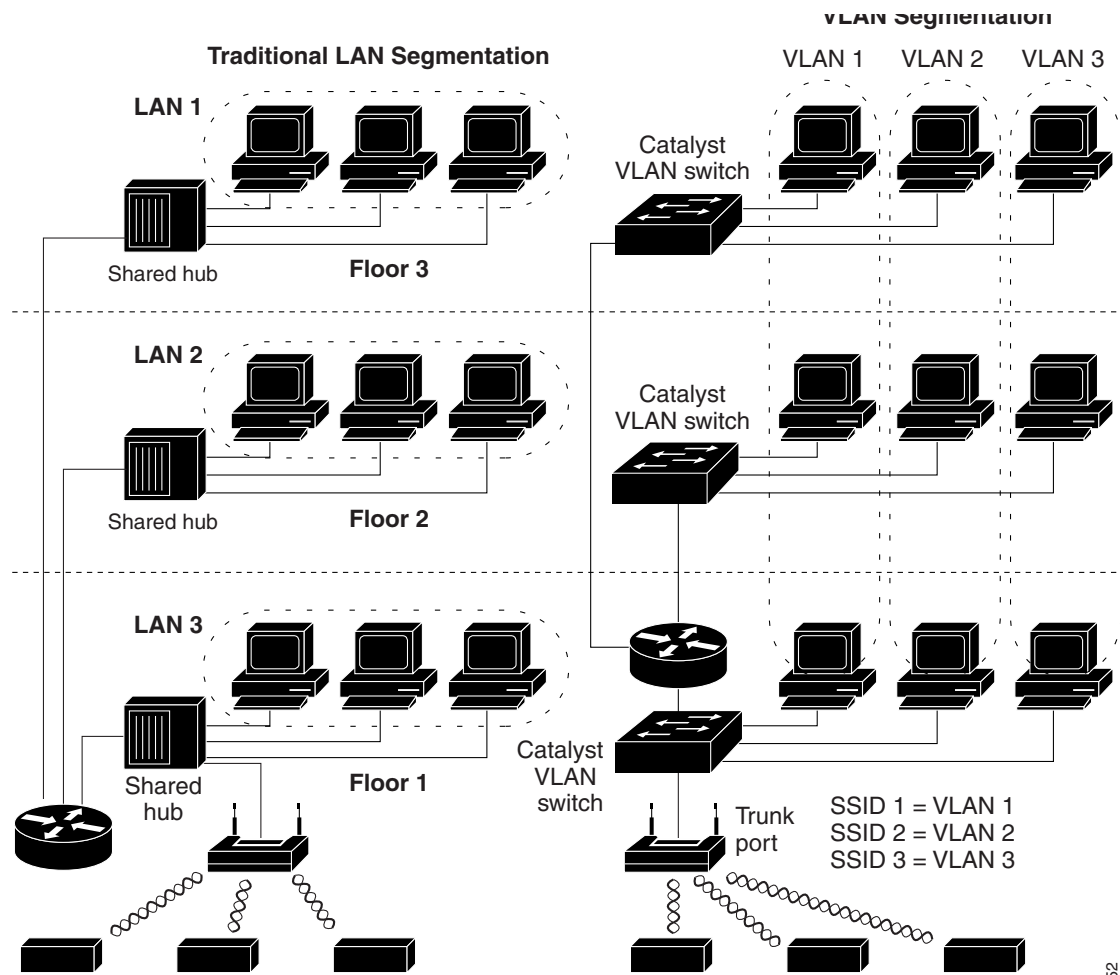 VLAN Segmentation
Traditional LAN Segmentation
VLAN 1
VLAN 2
VLAN 3
LAN 1
Catalyst
VLAN switch
Shared hub
Floor 3
LAN 2
Catalyst
VLAN switch
Shared hub
Floor 2
LAN 3
Catalyst
VLAN
switch
Shared
hub
Floor 1
Trunk
port
SSID 1 = VLAN 1
SSID 2 = VLAN 2
SSID 3 = VLAN 3